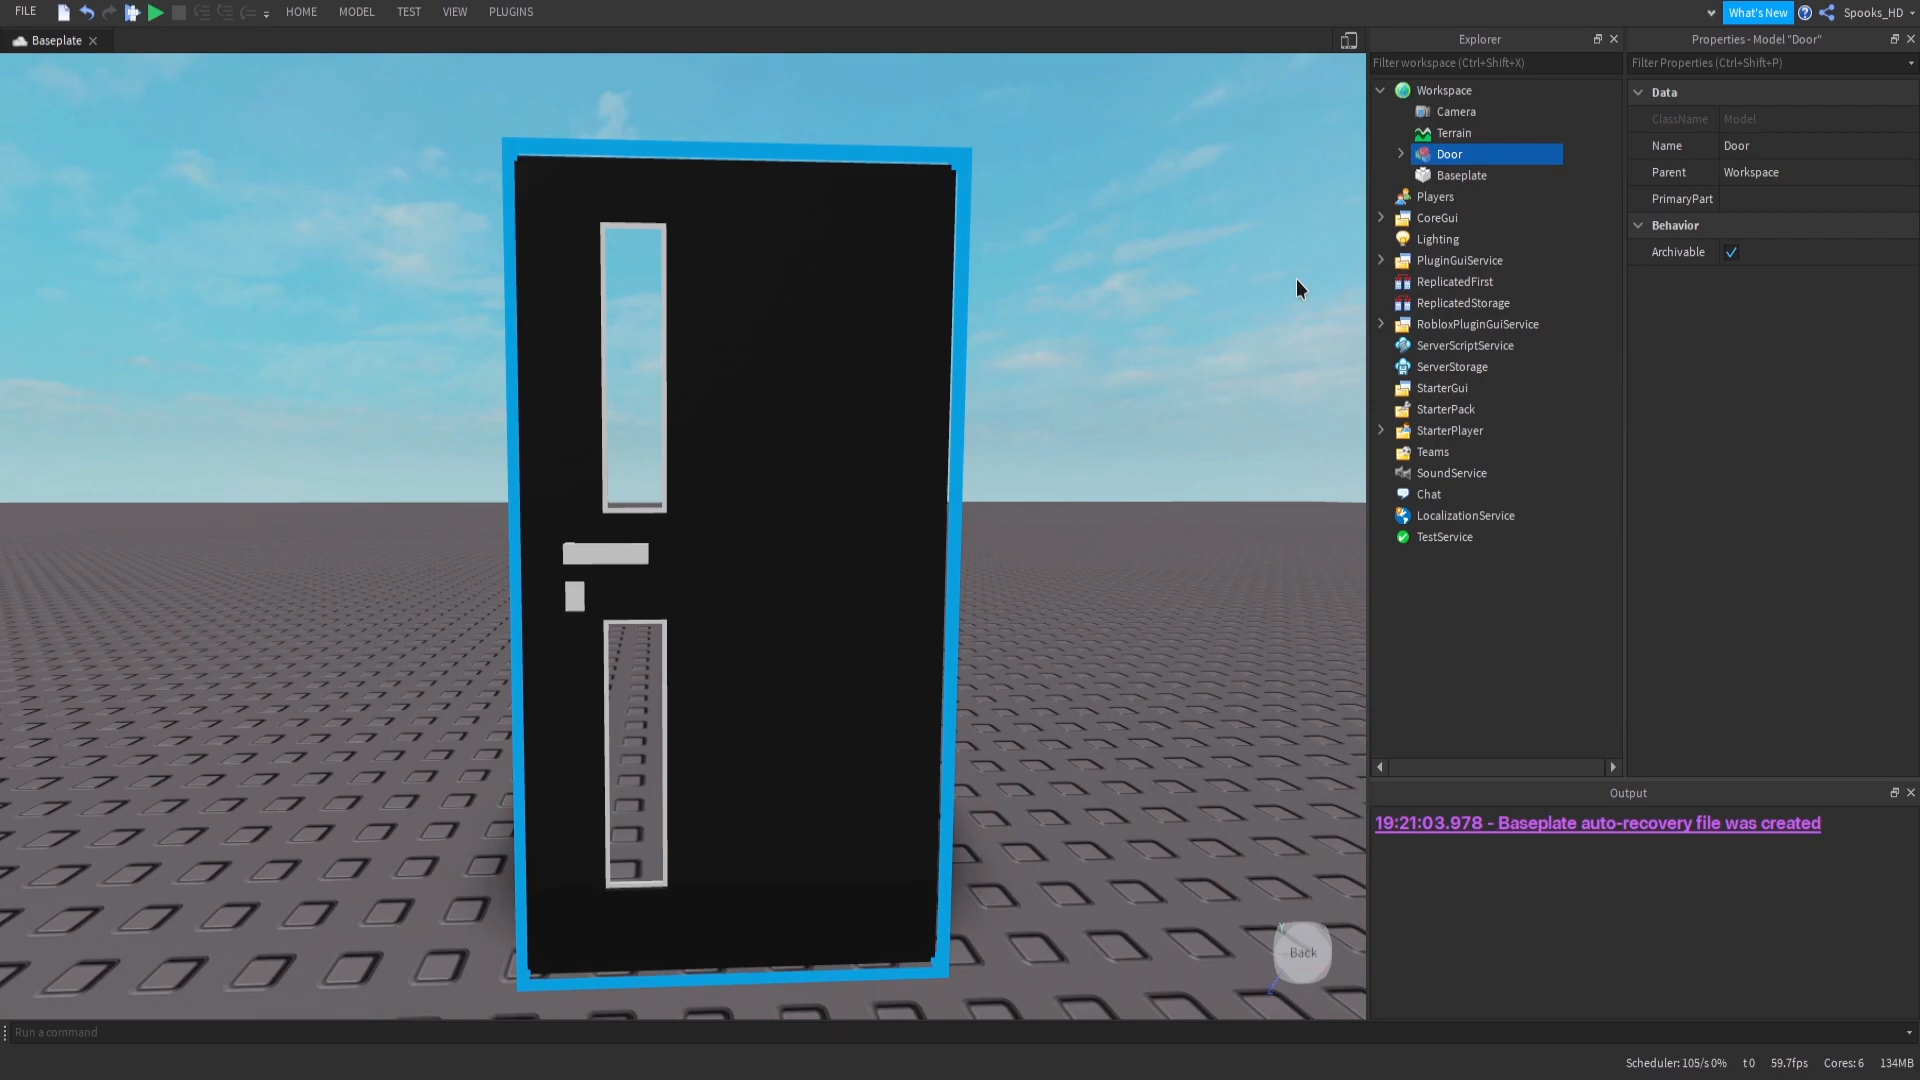 FILE
HOME
MODEL
TEST
VIEW
PLUGINS
What's New
Spooks_HD
Baseplate
Explorer
Filter workspace (Ctrl+Shift+X)
Workspace
Camera
Terrain
Door
Baseplate
Players
CoreGui
Lighting
PluginGuiService
ReplicatedFirst
ReplicatedStorage
RobloxPluginGuiService
ServerScriptService
ServerStorage
StarterGui
StarterPack
StarterPlayer
Teams
SoundService
Chat
LocalizationService
TestService
Properties - Model "Door"
Filter Properties (Ctrl+Shift+P)
Data
ClassName Model
Name Door
Parent Workspace
PrimaryPart
Behavior
Archivable
Output
19:21:03.978 - Baseplate auto-recovery file was created
Y
Back
Z
Run a command
Scheduler: 105/s 0% t 0 59.7fps Cores: 6 134MB